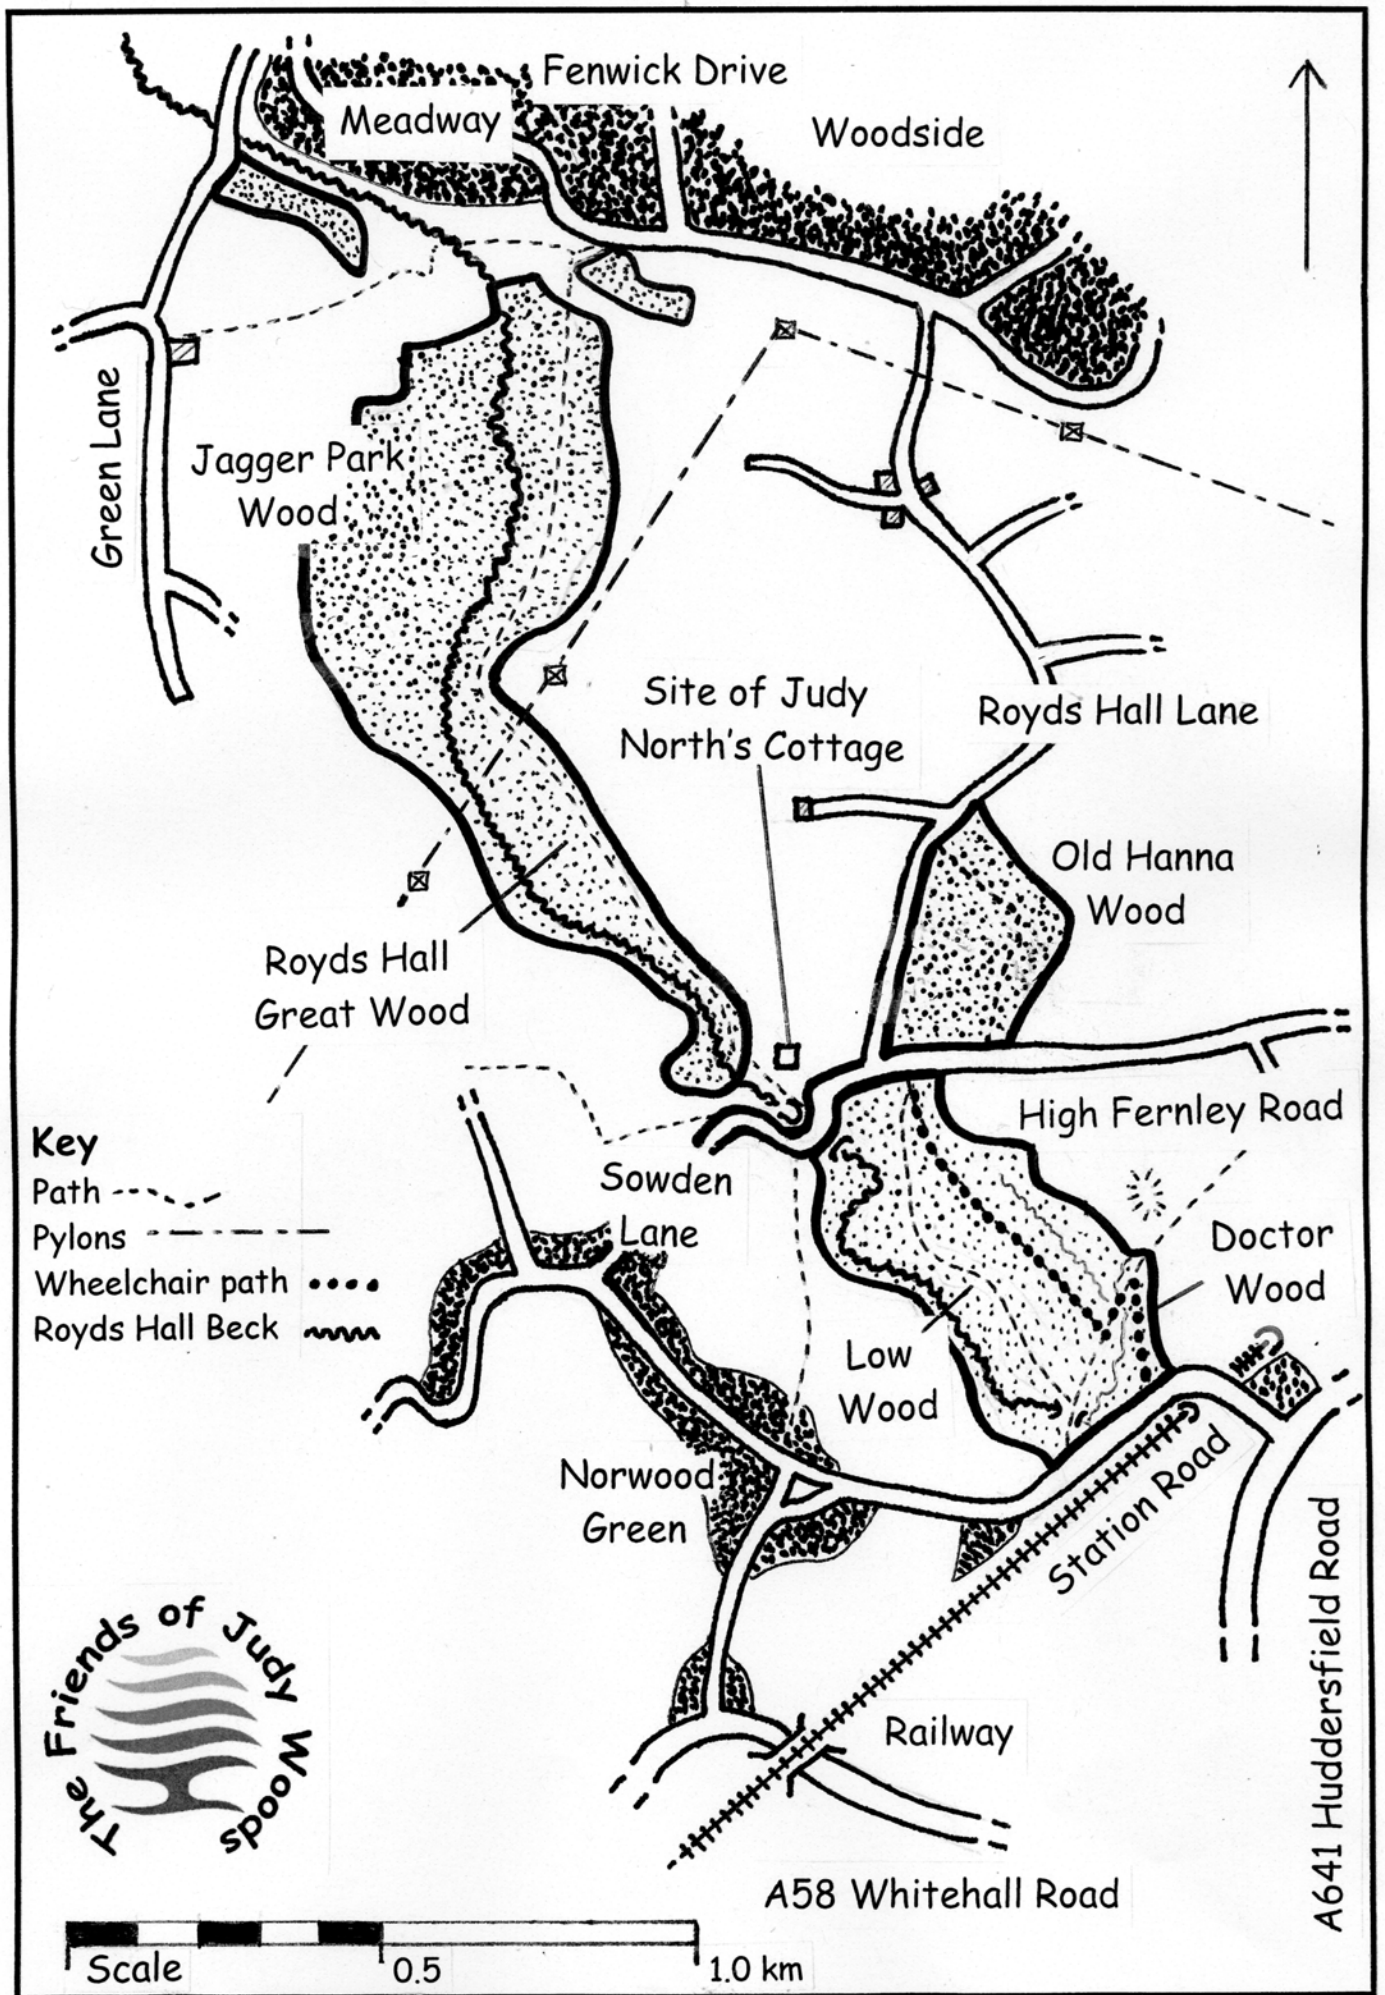 Fenwick Drive
Meadway
Woodside
Green Lane
Jagger Park
Wood
Site of Judy
North's Cottage
Royds Hall Lane
Old Hanna
Wood
Royds Hall
Great Wood
High Fernley Road
Key
Path
Pylons
Wheelchair path
Royds Hall Beck
Sowden
Lane
Doctor
Wood
Low
Wood
Norwood
Green
Station Road
A641 Huddersfield Road
The Friends of Judy Woods
Railway
A58 Whitehall Road
Scale
0.5
1.0 km